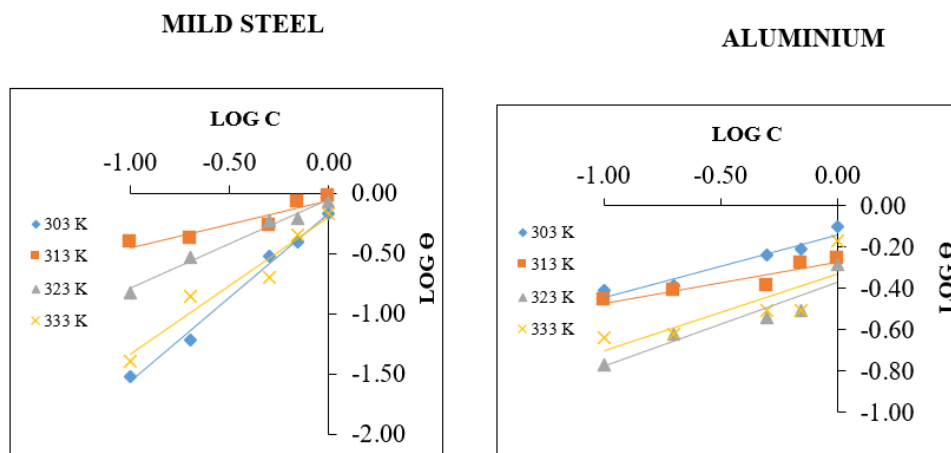 MILD STEEL
LOG C
-1.00 -0.50 0.00
0.00
-0.50
-1.00
-1.50
-2.00
LOG Θ
303 K
313 K
323 K
333 K
ALUMINIUM
LOG C
-1.00 -0.50 0.00
0.00
-0.20
-0.40
-0.60
-0.80
-1.00
LOG Θ
303 K
313 K
323 K
333 K